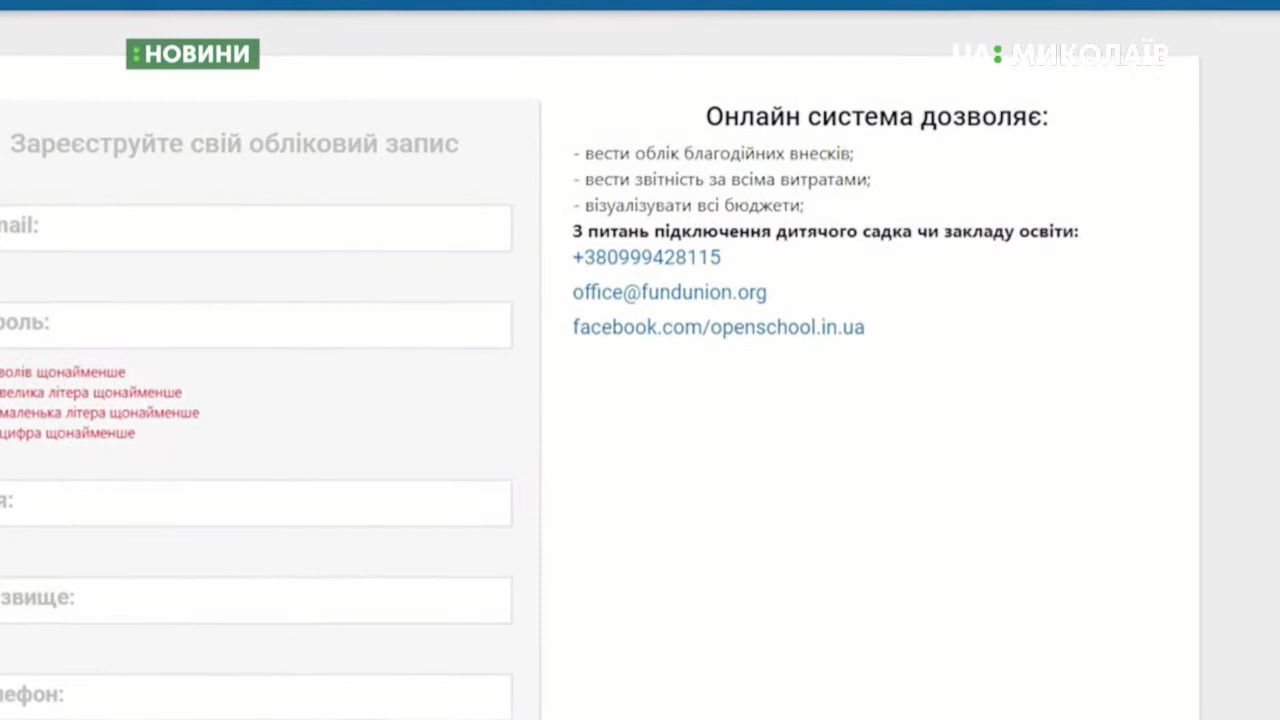 :НОВИНИ
UA: МИКОЛАЇВ
Зареєструйте свій обліковий запис
mail:
роль:
волів щонайменше
велика літера щонайменше
маленька літера щонайменше
цифра щонайменше
я:
звище:
лефон:
Онлайн система дозволяє:
- вести облік благодійних внесків;
- вести звітність за всіма витратами;
- візуалізувати всі бюджети;
З питань підключення дитячого садка чи закладу освіти:
+380999428115
office@fundunion.org
facebook.com/openschool.in.ua